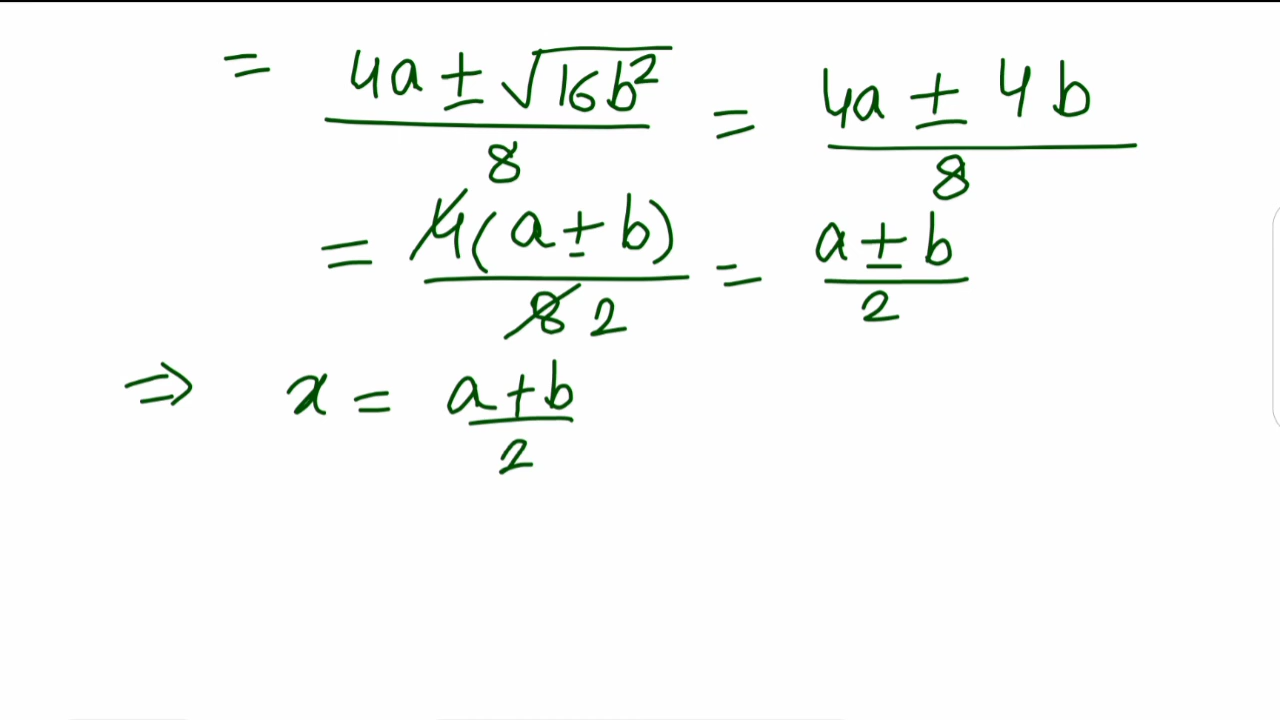 = (4a ± √(16b²))/8 = (4a ± 4b)/8
= 4(a ± b)/8 2 = (a ± b)/2
⇒ x = (a + b)/2